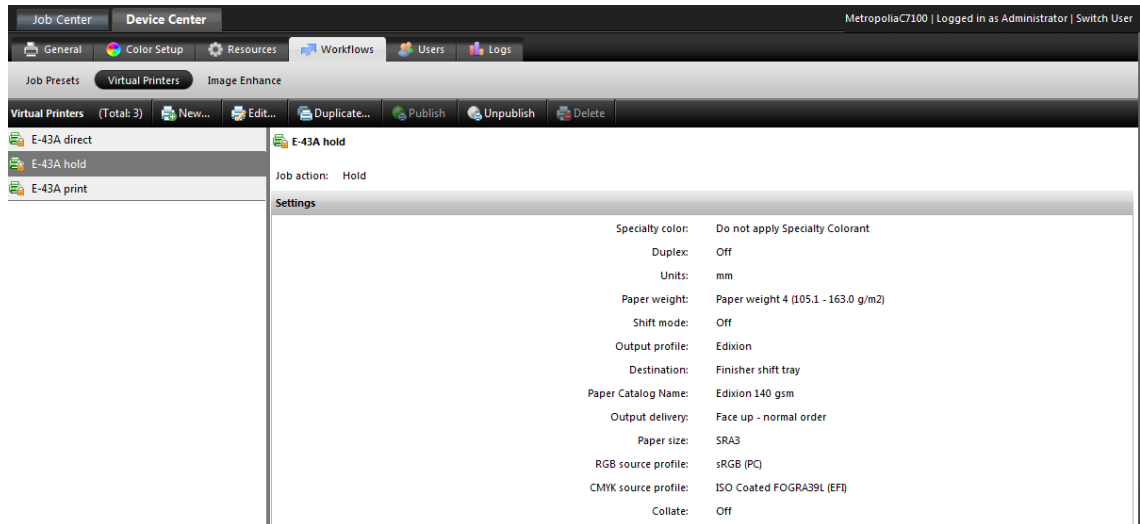 Job Center Device Center MetropoliaC7100 | Logged in as Administrator | Switch User
General Color Setup Resources Workflows Users Logs
Job Presets Virtual Printers Image Enhance
Virtual Printers (Total: 3) New... Edit... Duplicate... Publish Unpublish Delete
E-43A direct
E-43A hold
E-43A print
E-43A hold
Job action: Hold
Settings
Specialty color: Do not apply Specialty Colorant
Duplex: Off
Units: mm
Paper weight: Paper weight 4 (105.1 - 163.0 g/m2)
Shift mode: Off
Output profile: Edixion
Destination: Finisher shift tray
Paper Catalog Name: Edixion 140 gsm
Output delivery: Face up - normal order
Paper size: SRA3
RGB source profile: sRGB (PC)
CMYK source profile: ISO Coated FOGRA39L (EFI)
Collate: Off